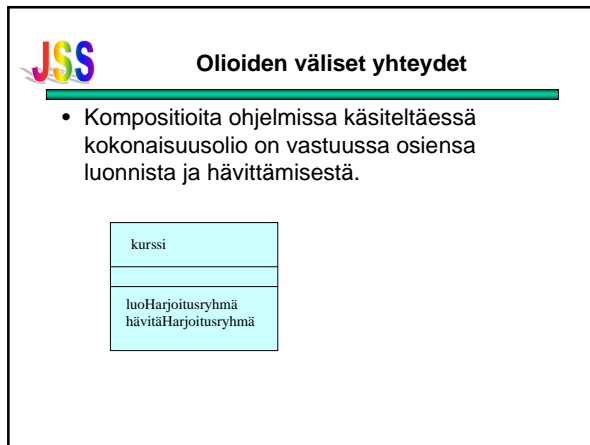 JSS
Olioiden väliset yhteydet
• Kompositioita ohjelmissa käsiteltäessä
kokonaisuusolio on vastuussa osiensa
luonnista ja hävittämisestä.
kurssi
luoHarjoitusryhmä
hävitäHarjoitusryhmä